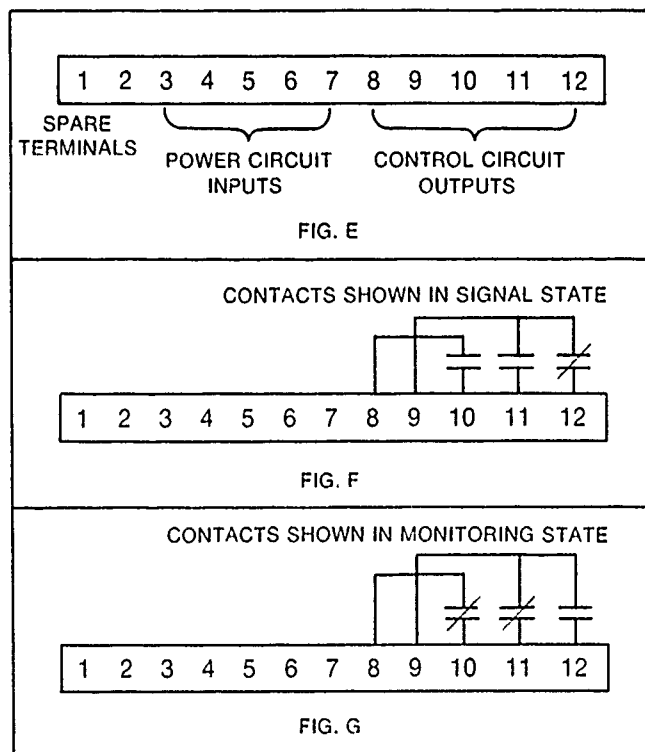 1 2 3 4 5 6 7 8 9 10 11 12
SPARE
TERMINALS
POWER CIRCUIT
INPUTS
CONTROL CIRCUIT
OUTPUTS
FIG. E
CONTACTS SHOWN IN SIGNAL STATE
1 2 3 4 5 6 7 8 9 10 11 12
FIG. F
CONTACTS SHOWN IN MONITORING STATE
1 2 3 4 5 6 7 8 9 10 11 12
FIG. G